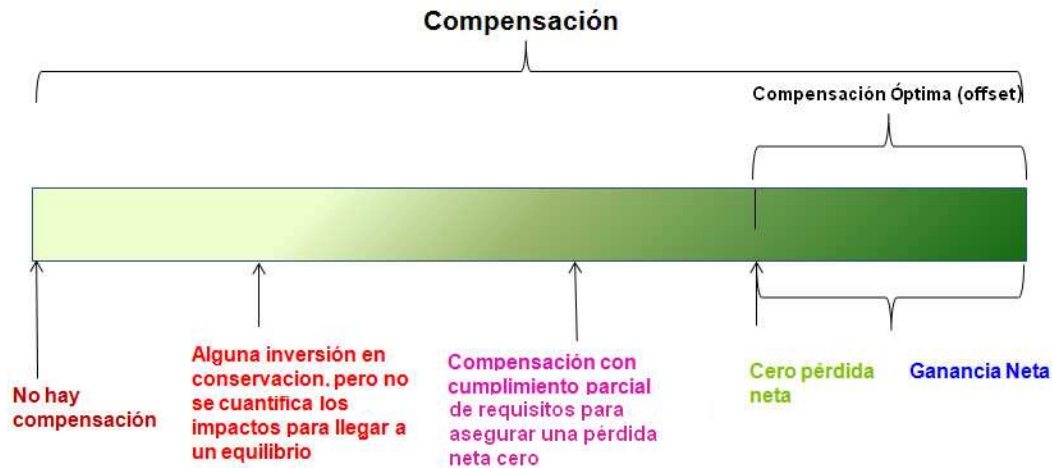 Compensación
Compensación Óptima (offset)
No hay
compensación
Alguna inversión en
conservacion, pero no
se cuantifica los
impactos para llegar a
un equilibrio
Compensación con
cumplimiento parcial
de requisitos para
asegurar una pérdida
neta cero
Cero pérdida
neta
Ganancia Neta